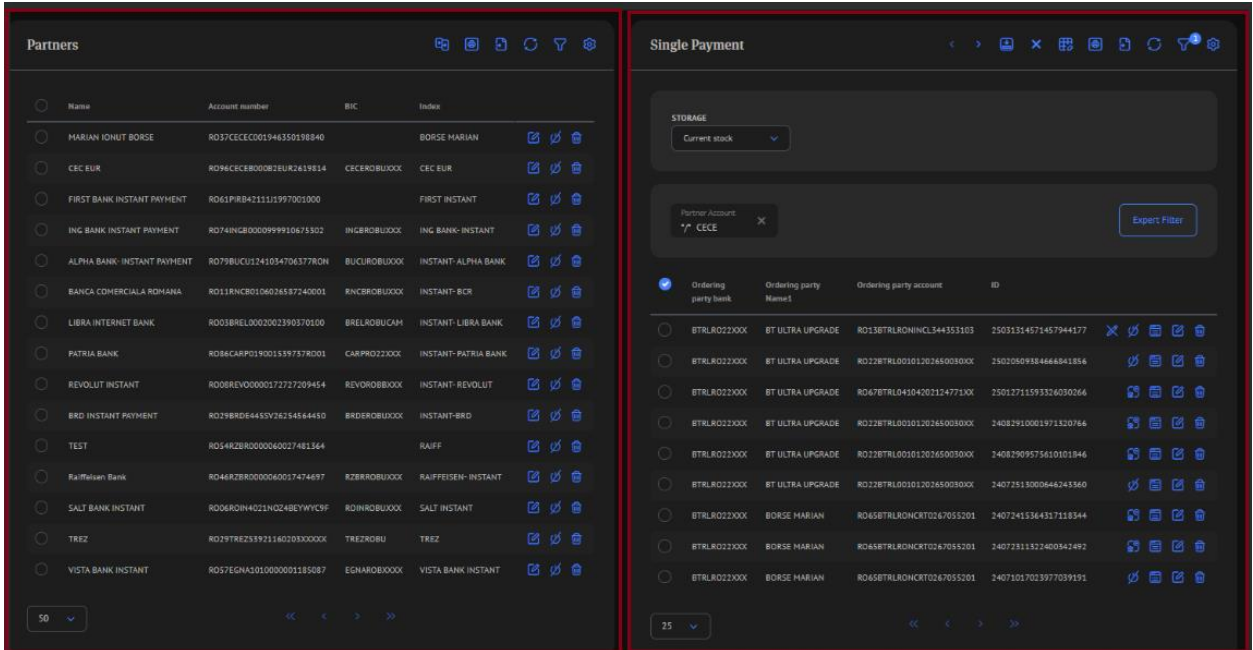 Partners
Name Account number BIC Index
MARIAN IONUT BORSE RO37CECEC001946350198840 BORSE MARIAN
CEC EUR RO96CECEB000B2EUR2619814 CECEROBUXXX CEC EUR
FIRST BANK INSTANT PAYMENT RO61PIRB42111J1997001000 FIRST INSTANT
ING BANK INSTANT PAYMENT RO74INGB0000999910675302 INGBROBUXXX ING BANK- INSTANT
ALPHA BANK- INSTANT PAYMENT RO79BUCU1241034706377RON BUCUROBUXXX INSTANT- ALPHA BANK
BANCA COMERCIALA ROMANA RO11RNCB0106026587240001 RNCBROBUXXX INSTANT- BCR
LIBRA INTERNET BANK RO03BREL0002002390370100 BRELROBUCAM INSTANT- LIBRA BANK
PATRIA BANK RO86CARP019001539737RO01 CARPRO22XXX INSTANT- PATRIA BANK
REVOLUT INSTANT RO08REVO0000172727209454 REVOROBBXXX INSTANT- REVOLUT
BRD INSTANT PAYMENT RO29BRDE445SV26254564450 BRDEROBUXXX INSTANT-BRD
TEST RO54RZBR0000060027481364 RAIFF
Raiffeisen Bank RO46RZBR0000060017474697 RZBRROBUXXX RAIFFEISEN- INSTANT
SALT BANK INSTANT RO06ROIN4021NOZ4BEYWYC9F ROINROBUXXX SALT INSTANT
TREZ RO29TREZ53921160203XXXXX TREZROBU TREZ
VISTA BANK INSTANT RO57EGNA1010000001185087 EGNAROBXXXX VISTA BANK INSTANT
50
Single Payment
1
STORAGE
Current stock
Partner Account
"/" CECE
Expert Filter
Ordering party bank Ordering party Name1 Ordering party account ID
BTRLRO22XXX BT ULTRA UPGRADE RO13BTRLRONINCL344353103 25031314571457944177
BTRLRO22XXX BT ULTRA UPGRADE RO22BTRL00101202650030XX 25020509384666841856
BTRLRO22XXX BT ULTRA UPGRADE RO67BTRL04104202124771XX 25012711593326030266
BTRLRO22XXX BT ULTRA UPGRADE RO22BTRL00101202650030XX 24082910001971320766
BTRLRO22XXX BT ULTRA UPGRADE RO22BTRL00101202650030XX 24082909575610101846
BTRLRO22XXX BT ULTRA UPGRADE RO22BTRL00101202650030XX 24072513000646243360
BTRLRO22XXX BORSE MARIAN RO65BTRLRONCRT0267055201 24072415364317118344
BTRLRO22XXX BORSE MARIAN RO65BTRLRONCRT0267055201 24072311322400342492
BTRLRO22XXX BORSE MARIAN RO65BTRLRONCRT0267055201 24071017023977039191
25